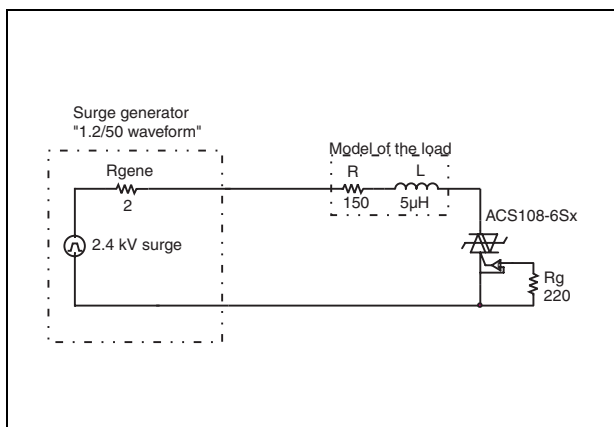 Surge generator
"1.2/50 waveform"
Model of the load
Rgene
R
L
2
150
5µH
ACS108-6Sx
2.4 kV surge
Rg
220